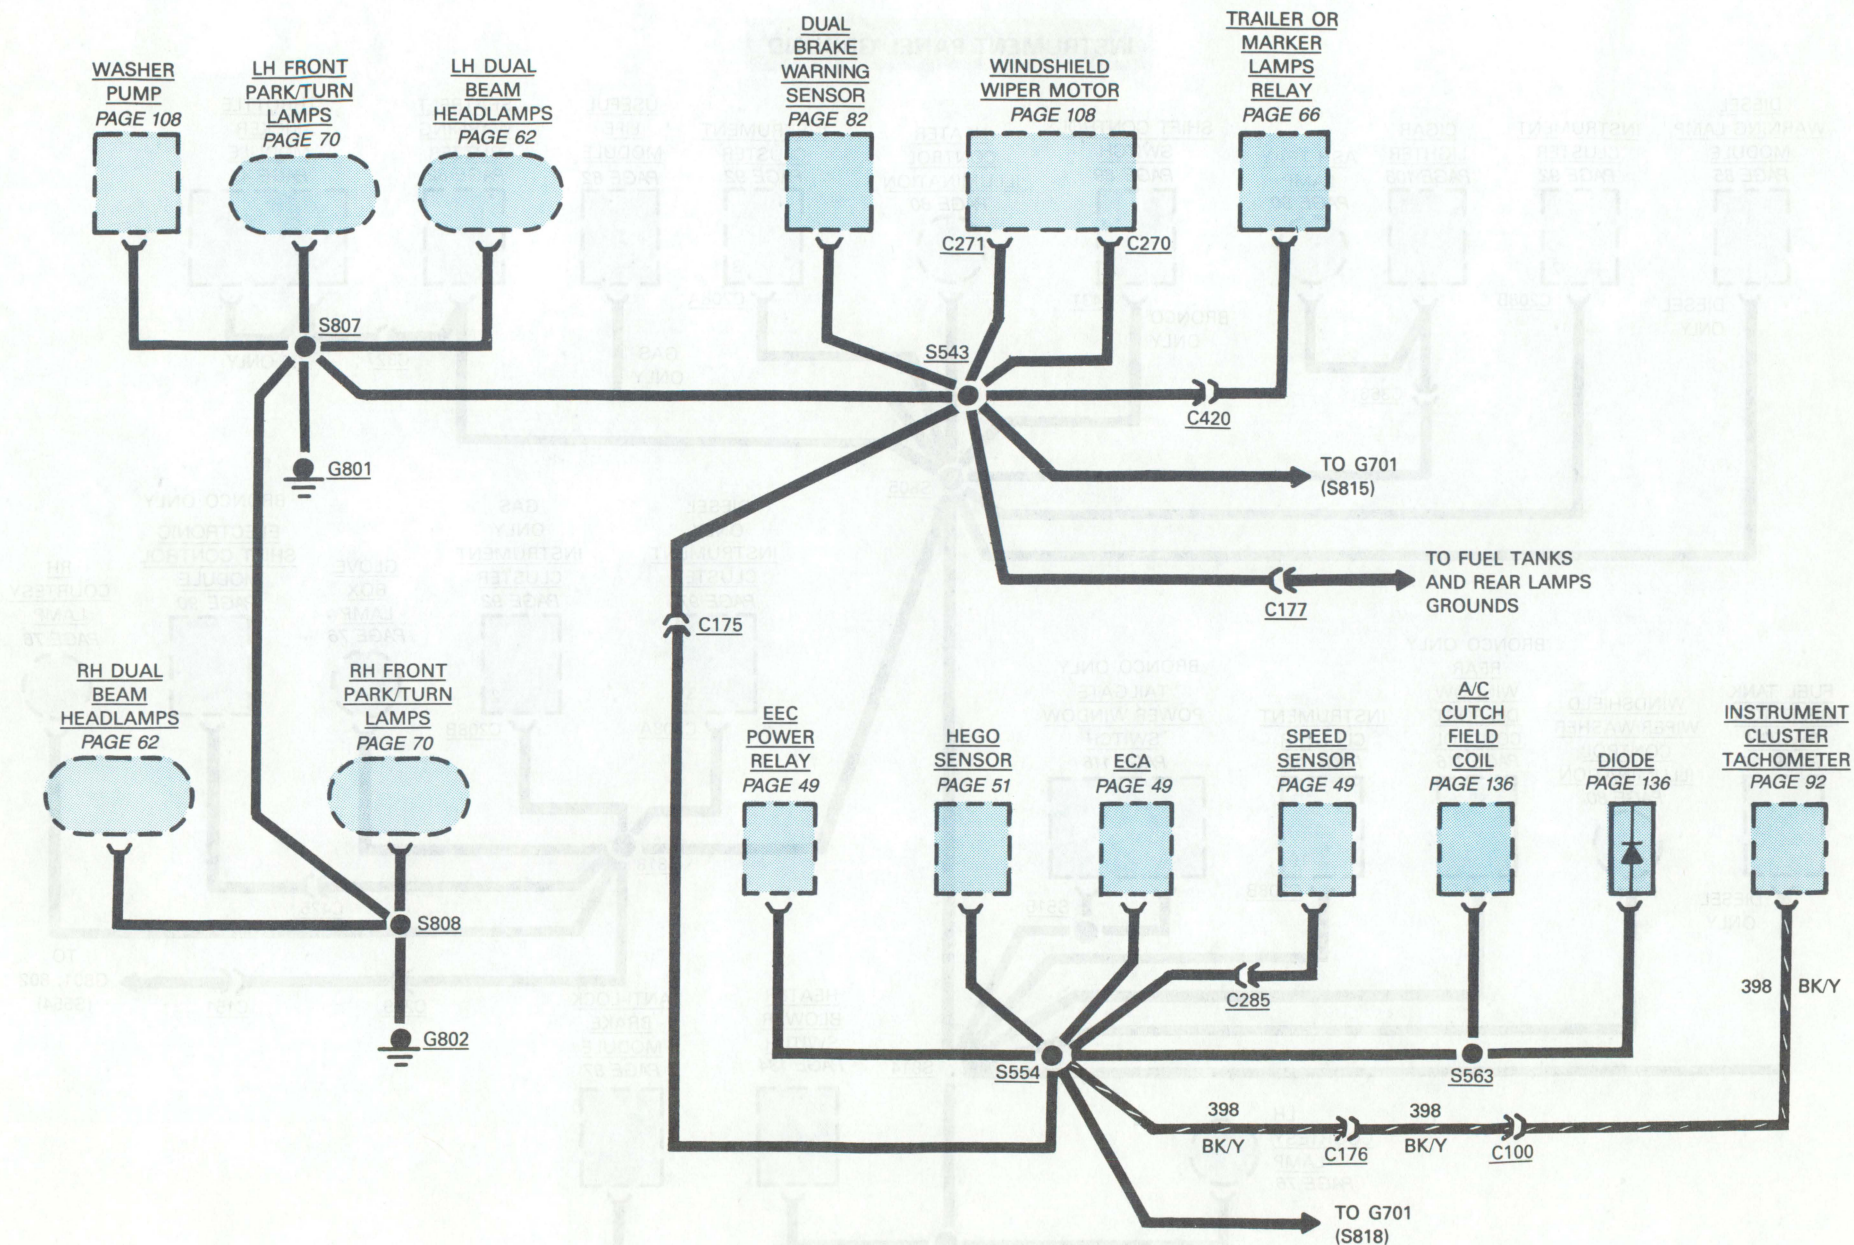 WASHER
PUMP
PAGE 108
LH FRONT
PARK/TURN
LAMPS
PAGE 70
LH DUAL
BEAM
HEADLAMPS
PAGE 62
DUAL
BRAKE
WARNING
SENSOR
PAGE 82
WINDSHIELD
WIPER MOTOR
PAGE 108
TRAILER OR
MARKER
LAMPS
RELAY
PAGE 66
C271
C270
S807
S543
C420
G801
TO G701
(S815)
TO FUEL TANKS
AND REAR LAMPS
GROUNDS
C177
C175
RH DUAL
BEAM
HEADLAMPS
PAGE 62
RH FRONT
PARK/TURN
LAMPS
PAGE 70
EEC
POWER
RELAY
PAGE 49
HEGO
SENSOR
PAGE 51
ECA
PAGE 49
SPEED
SENSOR
PAGE 49
A/C
CUTCH
FIELD
COIL
PAGE 136
DIODE
PAGE 136
INSTRUMENT
CLUSTER
TACHOMETER
PAGE 92
S808
C285
398 BK/Y
G802
S554
S563
398
BK/Y
C176
398
BK/Y
C100
TO G701
(S818)